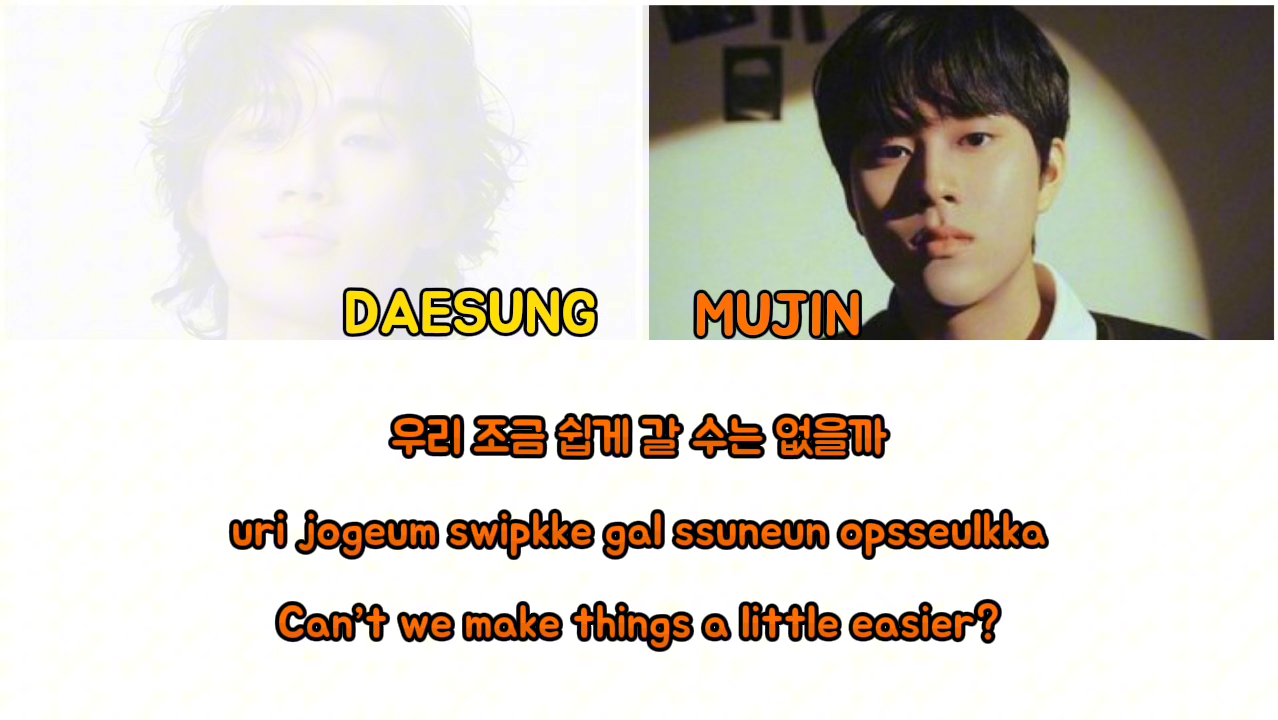 DAESUNG
MUJIN
우리 조금 쉽게 갈 수는 없을까
uri jogeum swipkke gal ssuneun opsseulkka
Can't we make things a little easier?